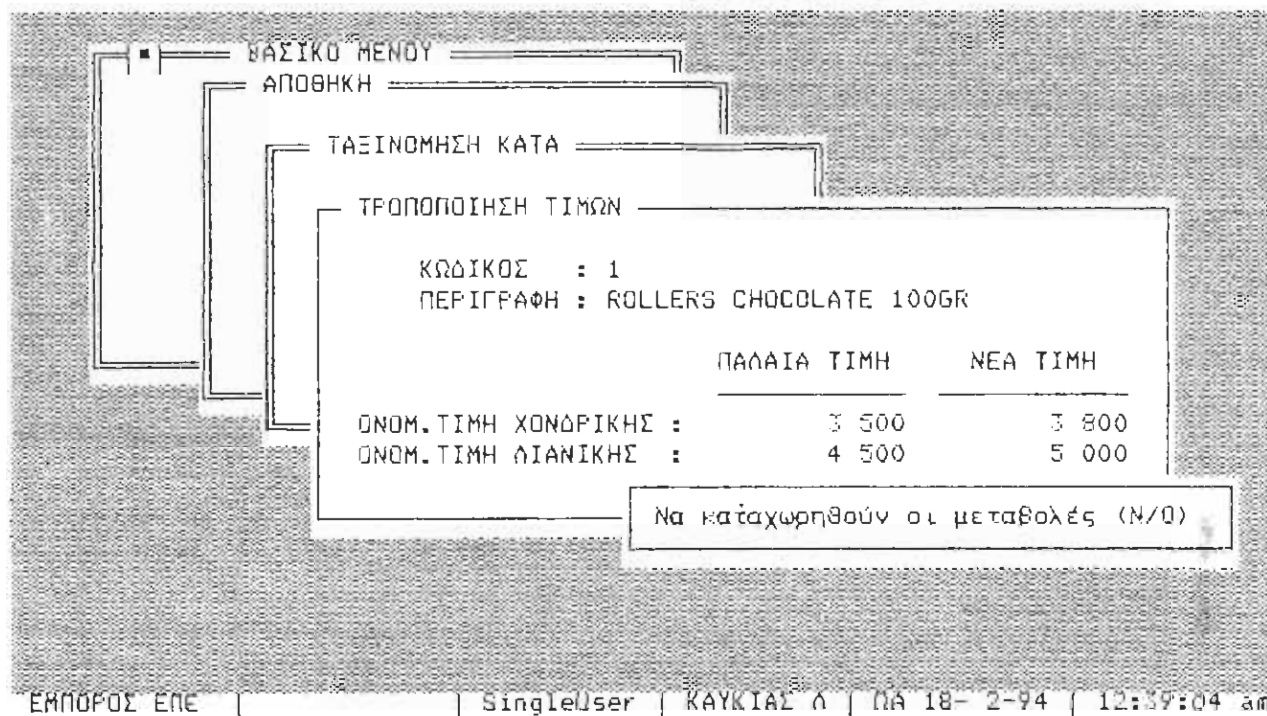 ΒΑΣΙΚΟ ΜΕΝΟΥ
ΑΠΟΘΗΚΗ
ΤΑΞΙΝΟΜΗΣΗ ΚΑΤΑ
ΤΡΟΠΟΠΟΙΗΣΗ ΤΙΜΩΝ
ΚΩΔΙΚΟΣ : 1
ΠΕΡΙΓΡΑΦΗ : ROLLERS CHOCOLATE 100GR
ΠΑΛΑΙΑ ΤΙΜΗ ΝΕΑ ΤΙΜΗ
ΟΝΟΜ.ΤΙΜΗ ΧΟΝΔΡΙΚΗΣ : 3 500 3 800
ΟΝΟΜ.ΤΙΜΗ ΛΙΑΝΙΚΗΣ : 4 500 5 000
Να καταχωρηθούν οι μεταβολές (Ν/Ο)
ΕΜΠΟΡΟΣ ΕΠΕ SingleUser ΚΑΥΚΙΑΣ Λ ΠΑ 18- 2-94 12:39:04 am